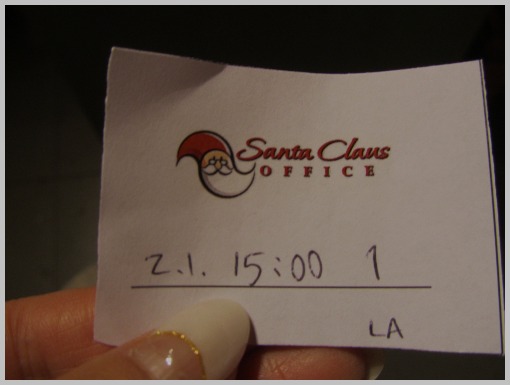 Santa Claus
OFFICE
2.1. 15:00 1
LA